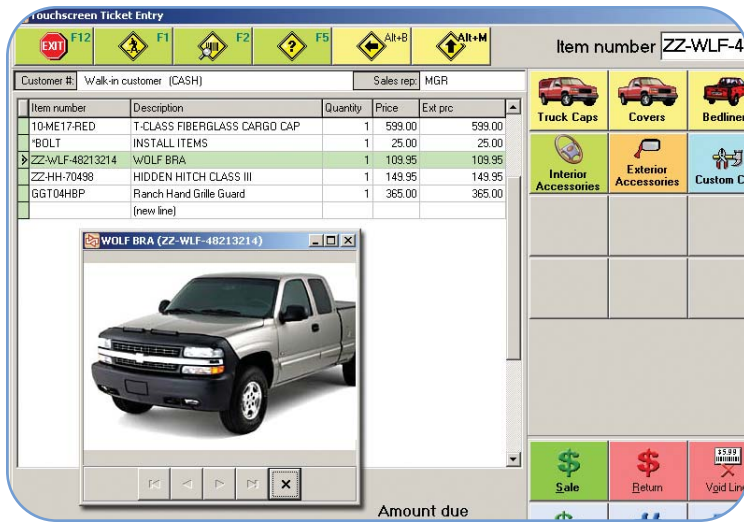 Touchscreen Ticket Entry
EXIT F12 F1 F2 ? F5 Alt+B Alt+M
Item number ZZ-WLF-4
Customer #: Walk-in customer (CASH) Sales rep: MGR
Item number Description Quantity Price Ext prc
10-ME17-RED T-CLASS FIBERGLASS CARGO CAP 1 599.00 599.00
*BOLT INSTALL ITEMS 1 25.00 25.00
ZZ-WLF-48213214 WOLF BRA 1 109.95 109.95
ZZ-HH-70498 HIDDEN HITCH CLASS III 1 149.95 149.95
GGT04HBP Ranch Hand Grille Guard 1 365.00 365.00
(new line)
WOLF BRA (ZZ-WLF-48213214)
Truck Caps Covers Bedliner
Interior Accessories Exterior Accessories Custom C
$ $ $5.99
Sale Return Void Lin
Amount due